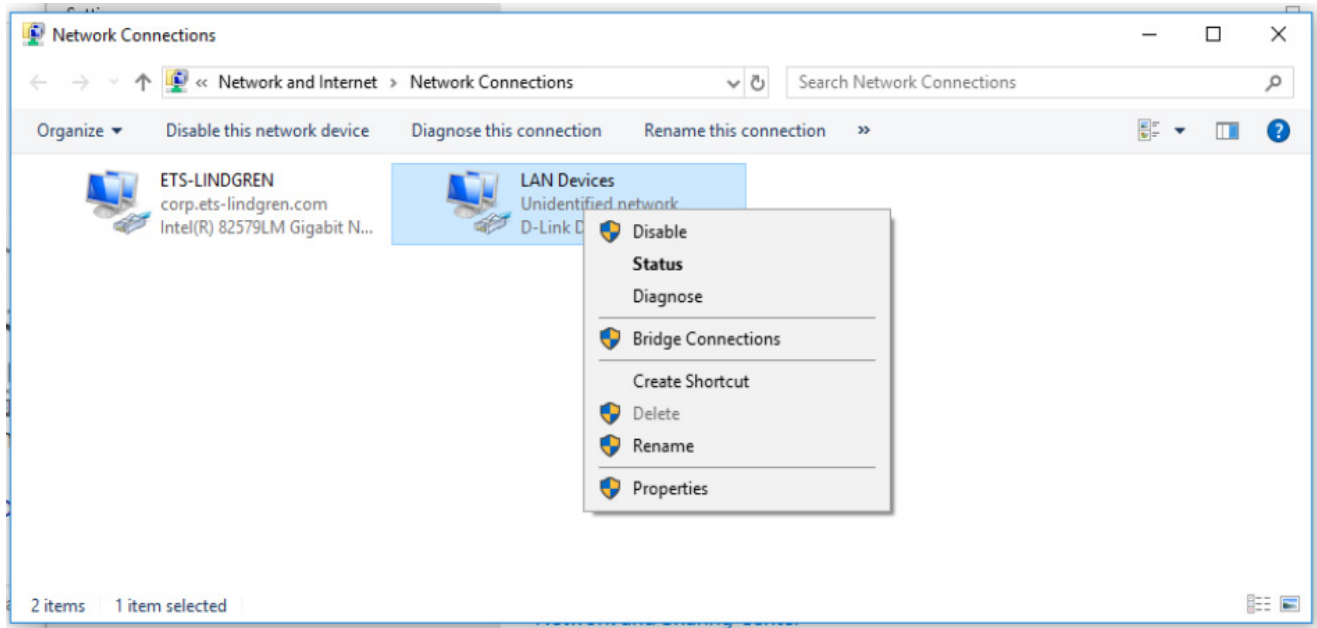 Network Connections
« Network and Internet > Network Connections
Search Network Connections
Organize
Disable this network device
Diagnose this connection
Rename this connection
»
ETS-LINDGREN
corp.ets-lindgren.com
Intel(R) 82579LM Gigabit N...
LAN Devices
Unidentified network
D-Link D
Disable
Status
Diagnose
Bridge Connections
Create Shortcut
Delete
Rename
Properties
2 items
1 item selected